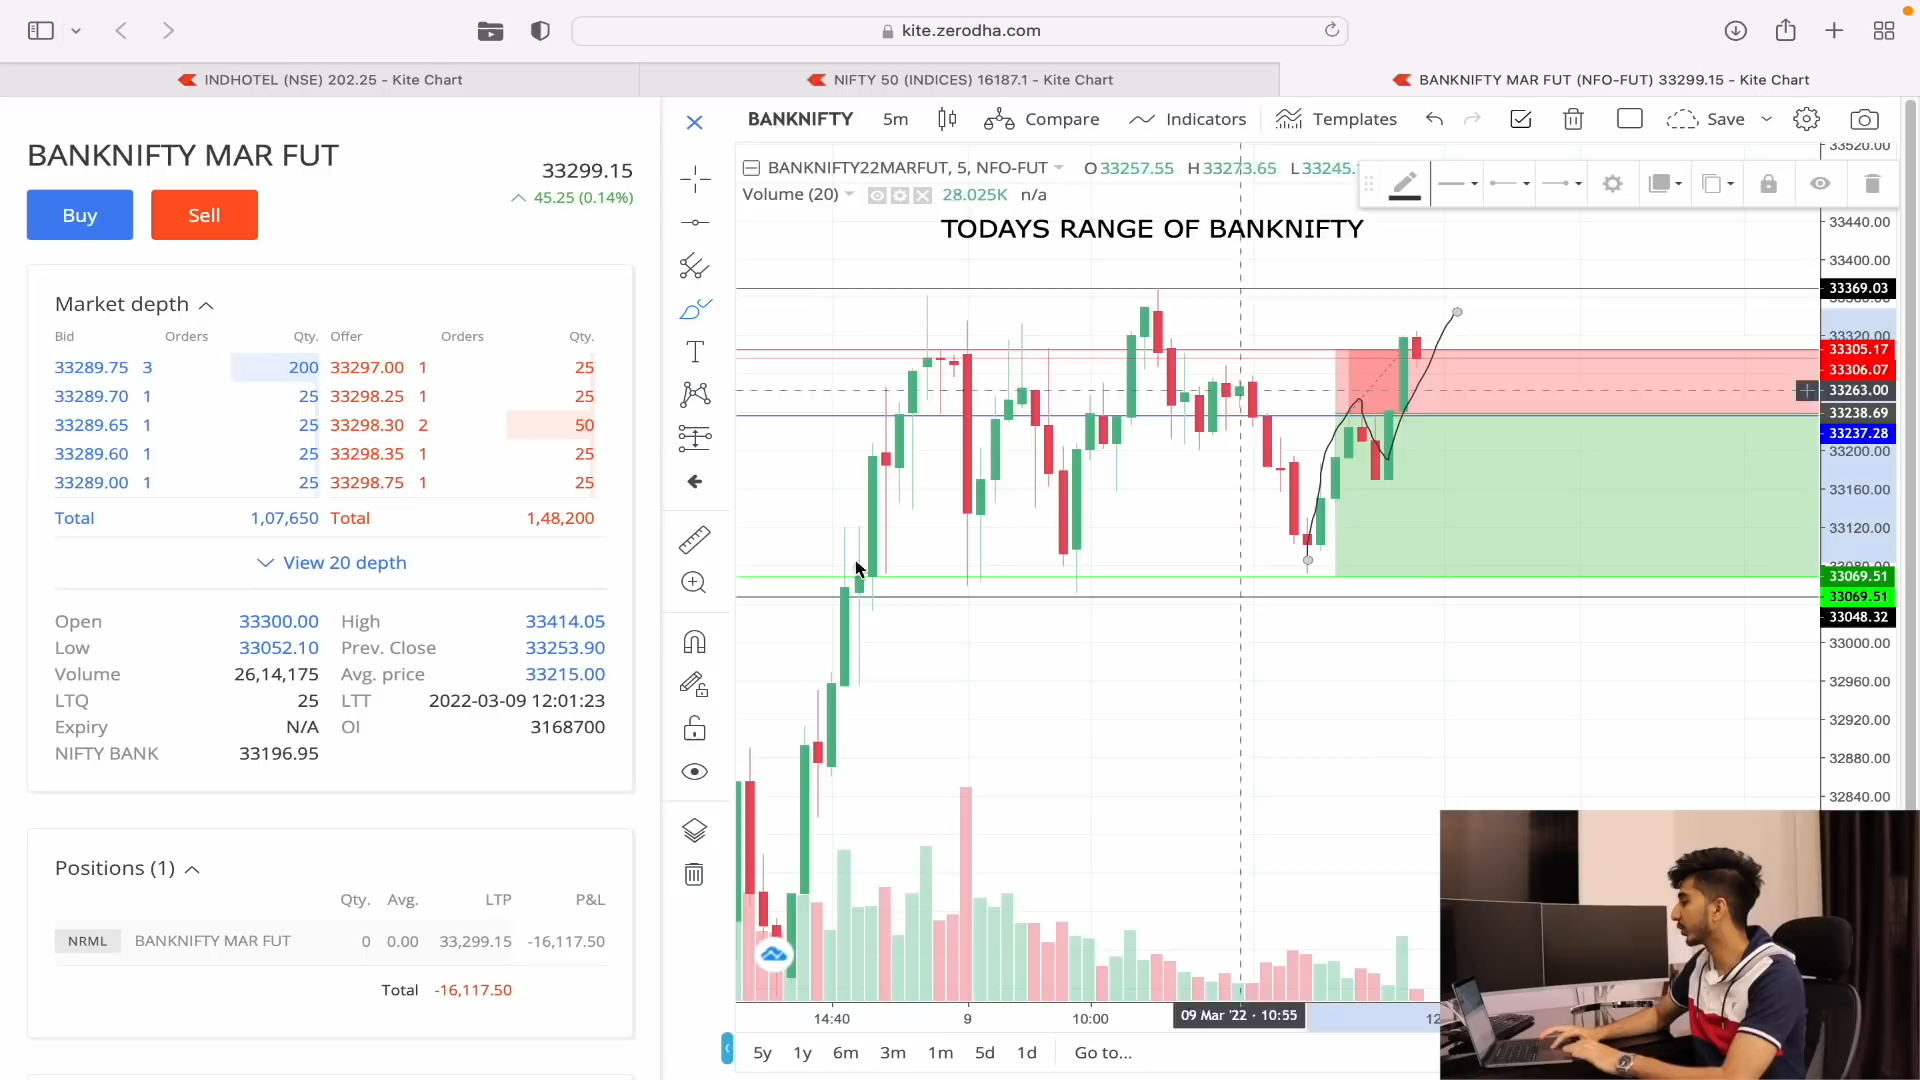 kite.zerodha.com
INDHOTEL (NSE) 202.25 - Kite Chart
NIFTY 50 (INDICES) 16187.1 - Kite Chart
BANKNIFTY MAR FUT (NFO-FUT) 33299.15 - Kite Chart
BANKNIFTY MAR FUT
33299.15
45.25 (0.14%)
Buy
Sell
Market depth
Bid Orders Qty. Offer Orders Qty.
33289.75 3 200 33297.00 1 25
33289.70 1 25 33298.25 1 25
33289.65 1 25 33298.30 2 50
33289.60 1 25 33298.35 1 25
33289.00 1 25 33298.75 1 25
Total 1,07,650 Total 1,48,200
View 20 depth
Open 33300.00 High 33414.05
Low 33052.10 Prev. Close 33253.90
Volume 26,14,175 Avg. price 33215.00
LTQ 25 LTT 2022-03-09 12:01:23
Expiry N/A OI 3168700
NIFTY BANK 33196.95
Positions (1)
Qty. Avg. LTP P&L
NRML BANKNIFTY MAR FUT 0 0.00 33,299.15 -16,117.50
Total -16,117.50
BANKNIFTY 5m Compare Indicators Templates Save
BANKNIFTY22MARFUT, 5, NFO-FUT O33257.55 H33273.65 L33245.
Volume (20) 28.025K n/a
TODAYS RANGE OF BANKNIFTY
33520.00
33440.00
33400.00
33369.03
33320.00
33305.17
33306.07
33263.00
33238.69
33237.28
33200.00
33160.00
33120.00
33069.51
33069.51
33048.32
33000.00
32960.00
32920.00
32880.00
32840.00
14:40 9 10:00 09 Mar '22 · 10:55 12
5y 1y 6m 3m 1m 5d 1d Go to...